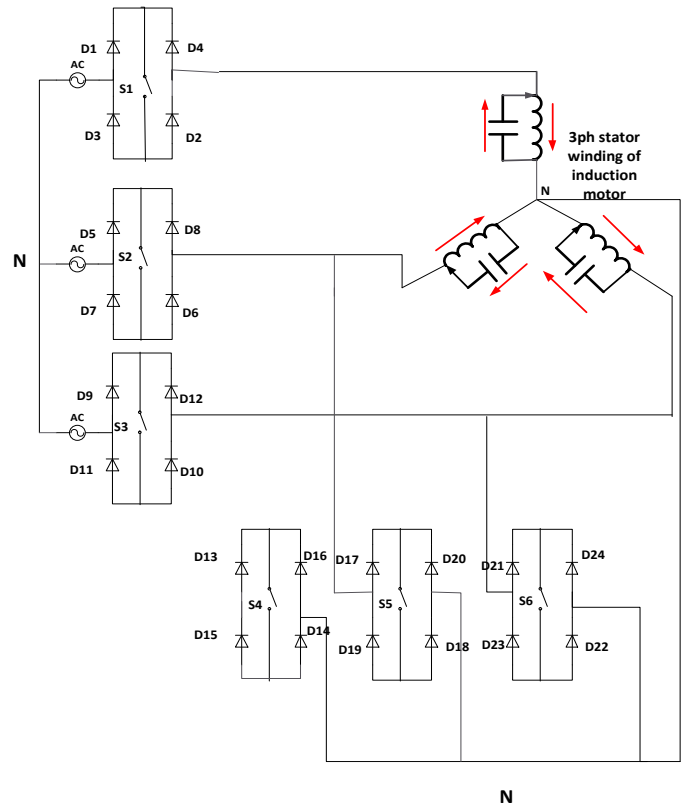 D1
D4
AC
S1
D3
D2
3ph stator
winding of
induction
motor
N
D5
D8
S2
N
AC
D7
D6
D9
D12
AC
S3
D11
D10
D13
D16
D17
D20
D21
D24
S4
S5
S6
D15
D14
D19
D18
D23
D22
N